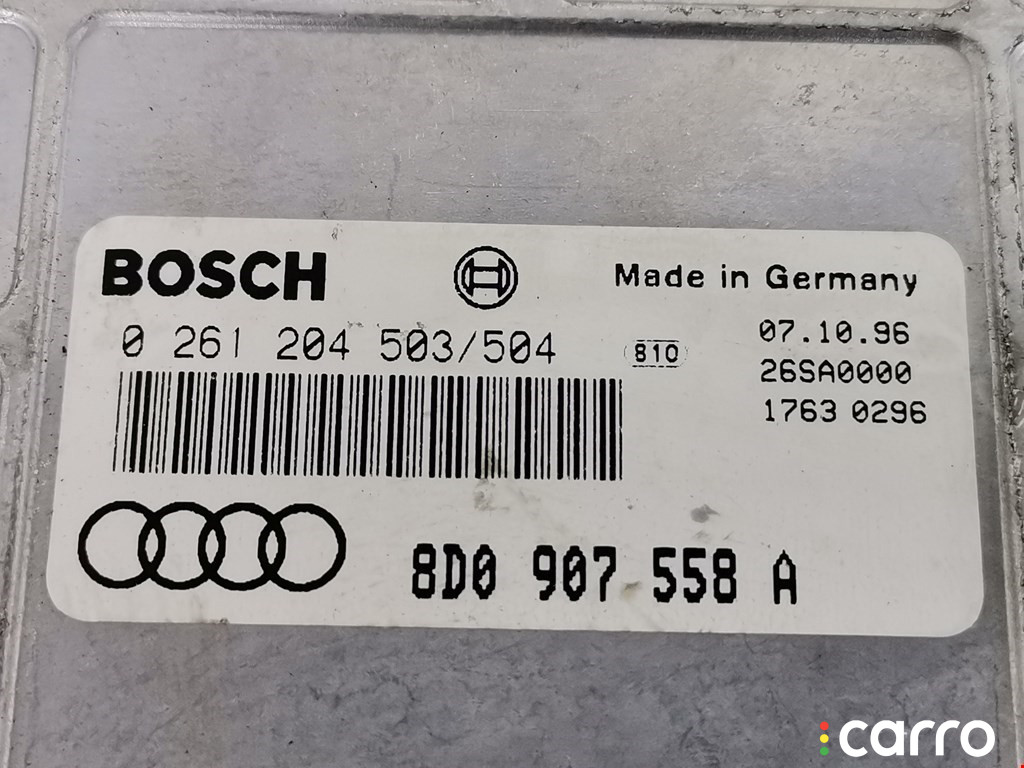 BOSCH
Made in Germany
0 261 204 503/504
810
07.10.96
26SA0000
1763 0296
8D0 907 558 A
carro